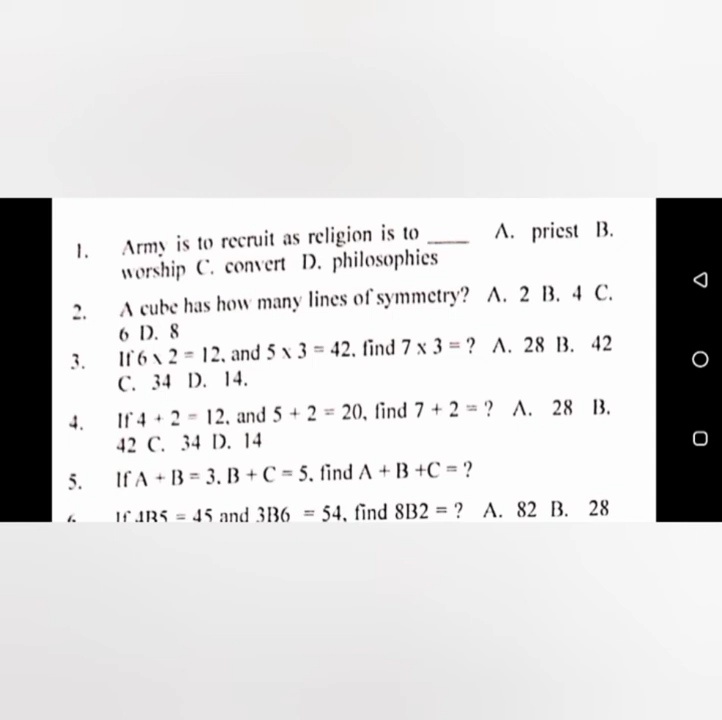 1. Army is to recruit as religion is to ____ A. priest B.
worship C. convert D. philosophies
2. A cube has how many lines of symmetry? A. 2 B. 4 C.
6 D. 8
3. If 6 x 2 = 12, and 5 x 3 = 42, find 7 x 3 = ? A. 28 B. 42
C. 34 D. 14.
4. If 4 + 2 = 12, and 5 + 2 = 20, find 7 + 2 = ? A. 28 B.
42 C. 34 D. 14
5. If A + B = 3, B + C = 5, find A + B +C = ?
If 4B5 = 45 and 3B6 = 54, find 8B2 = ? A. 82 B. 28